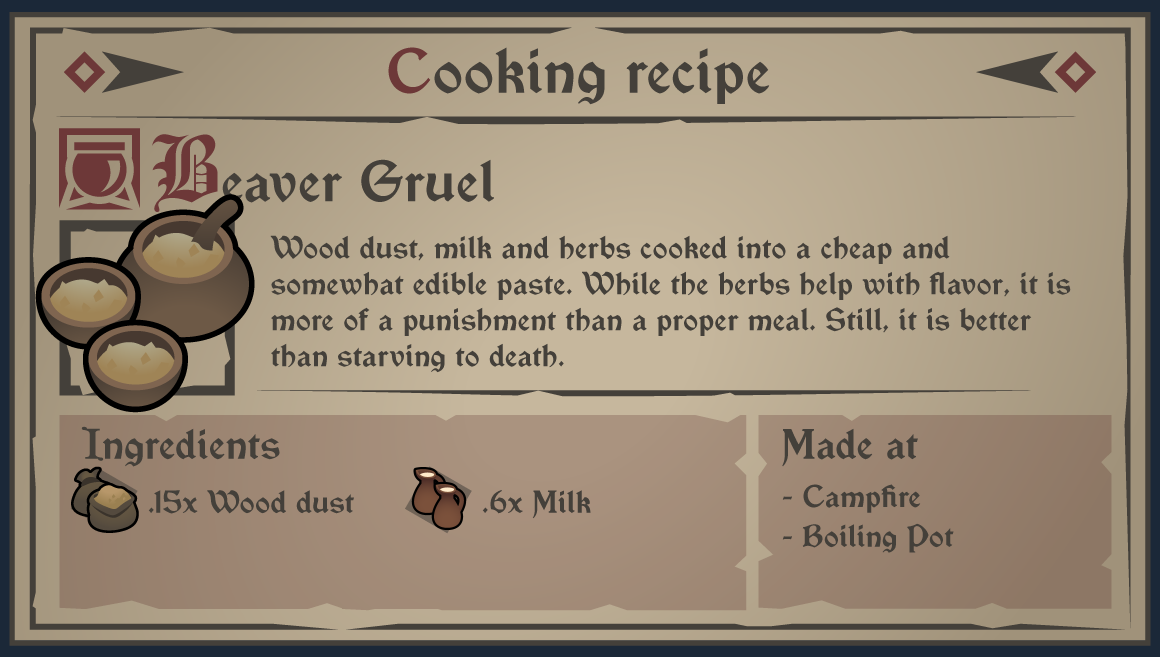 Cooking recipe
Beaver Gruel
Wood dust, milk and herbs cooked into a cheap and
somewhat edible paste. While the herbs help with flavor, it is
more of a punishment than a proper meal. Still, it is better
than starving to death.
Ingredients
.15x Wood dust .6x Milk
Made at
- Campfire
- Boiling Pot